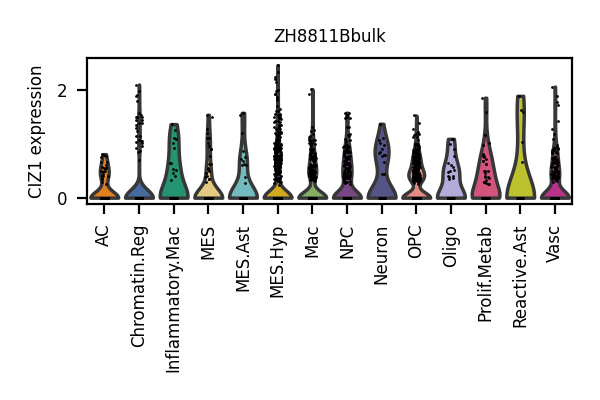 ZH8811Bbulk
CIZ1 expression
2
0
AC
Chromatin.Reg
Inflammatory.Mac
MES
MES.Ast
MES.Hyp
Mac
NPC
Neuron
OPC
Oligo
Prolif.Metab
Reactive.Ast
Vasc